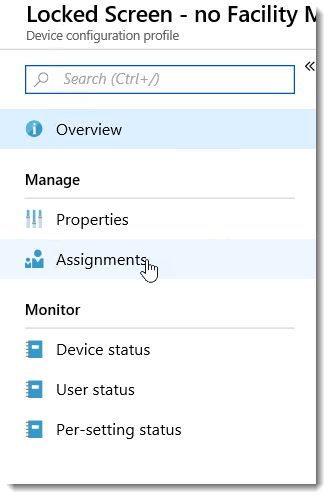 Locked Screen - no Facility M
Device configuration profile
Search (Ctrl+/)
«
Overview
Manage
Properties
Assignments
Monitor
Device status
User status
Per-setting status